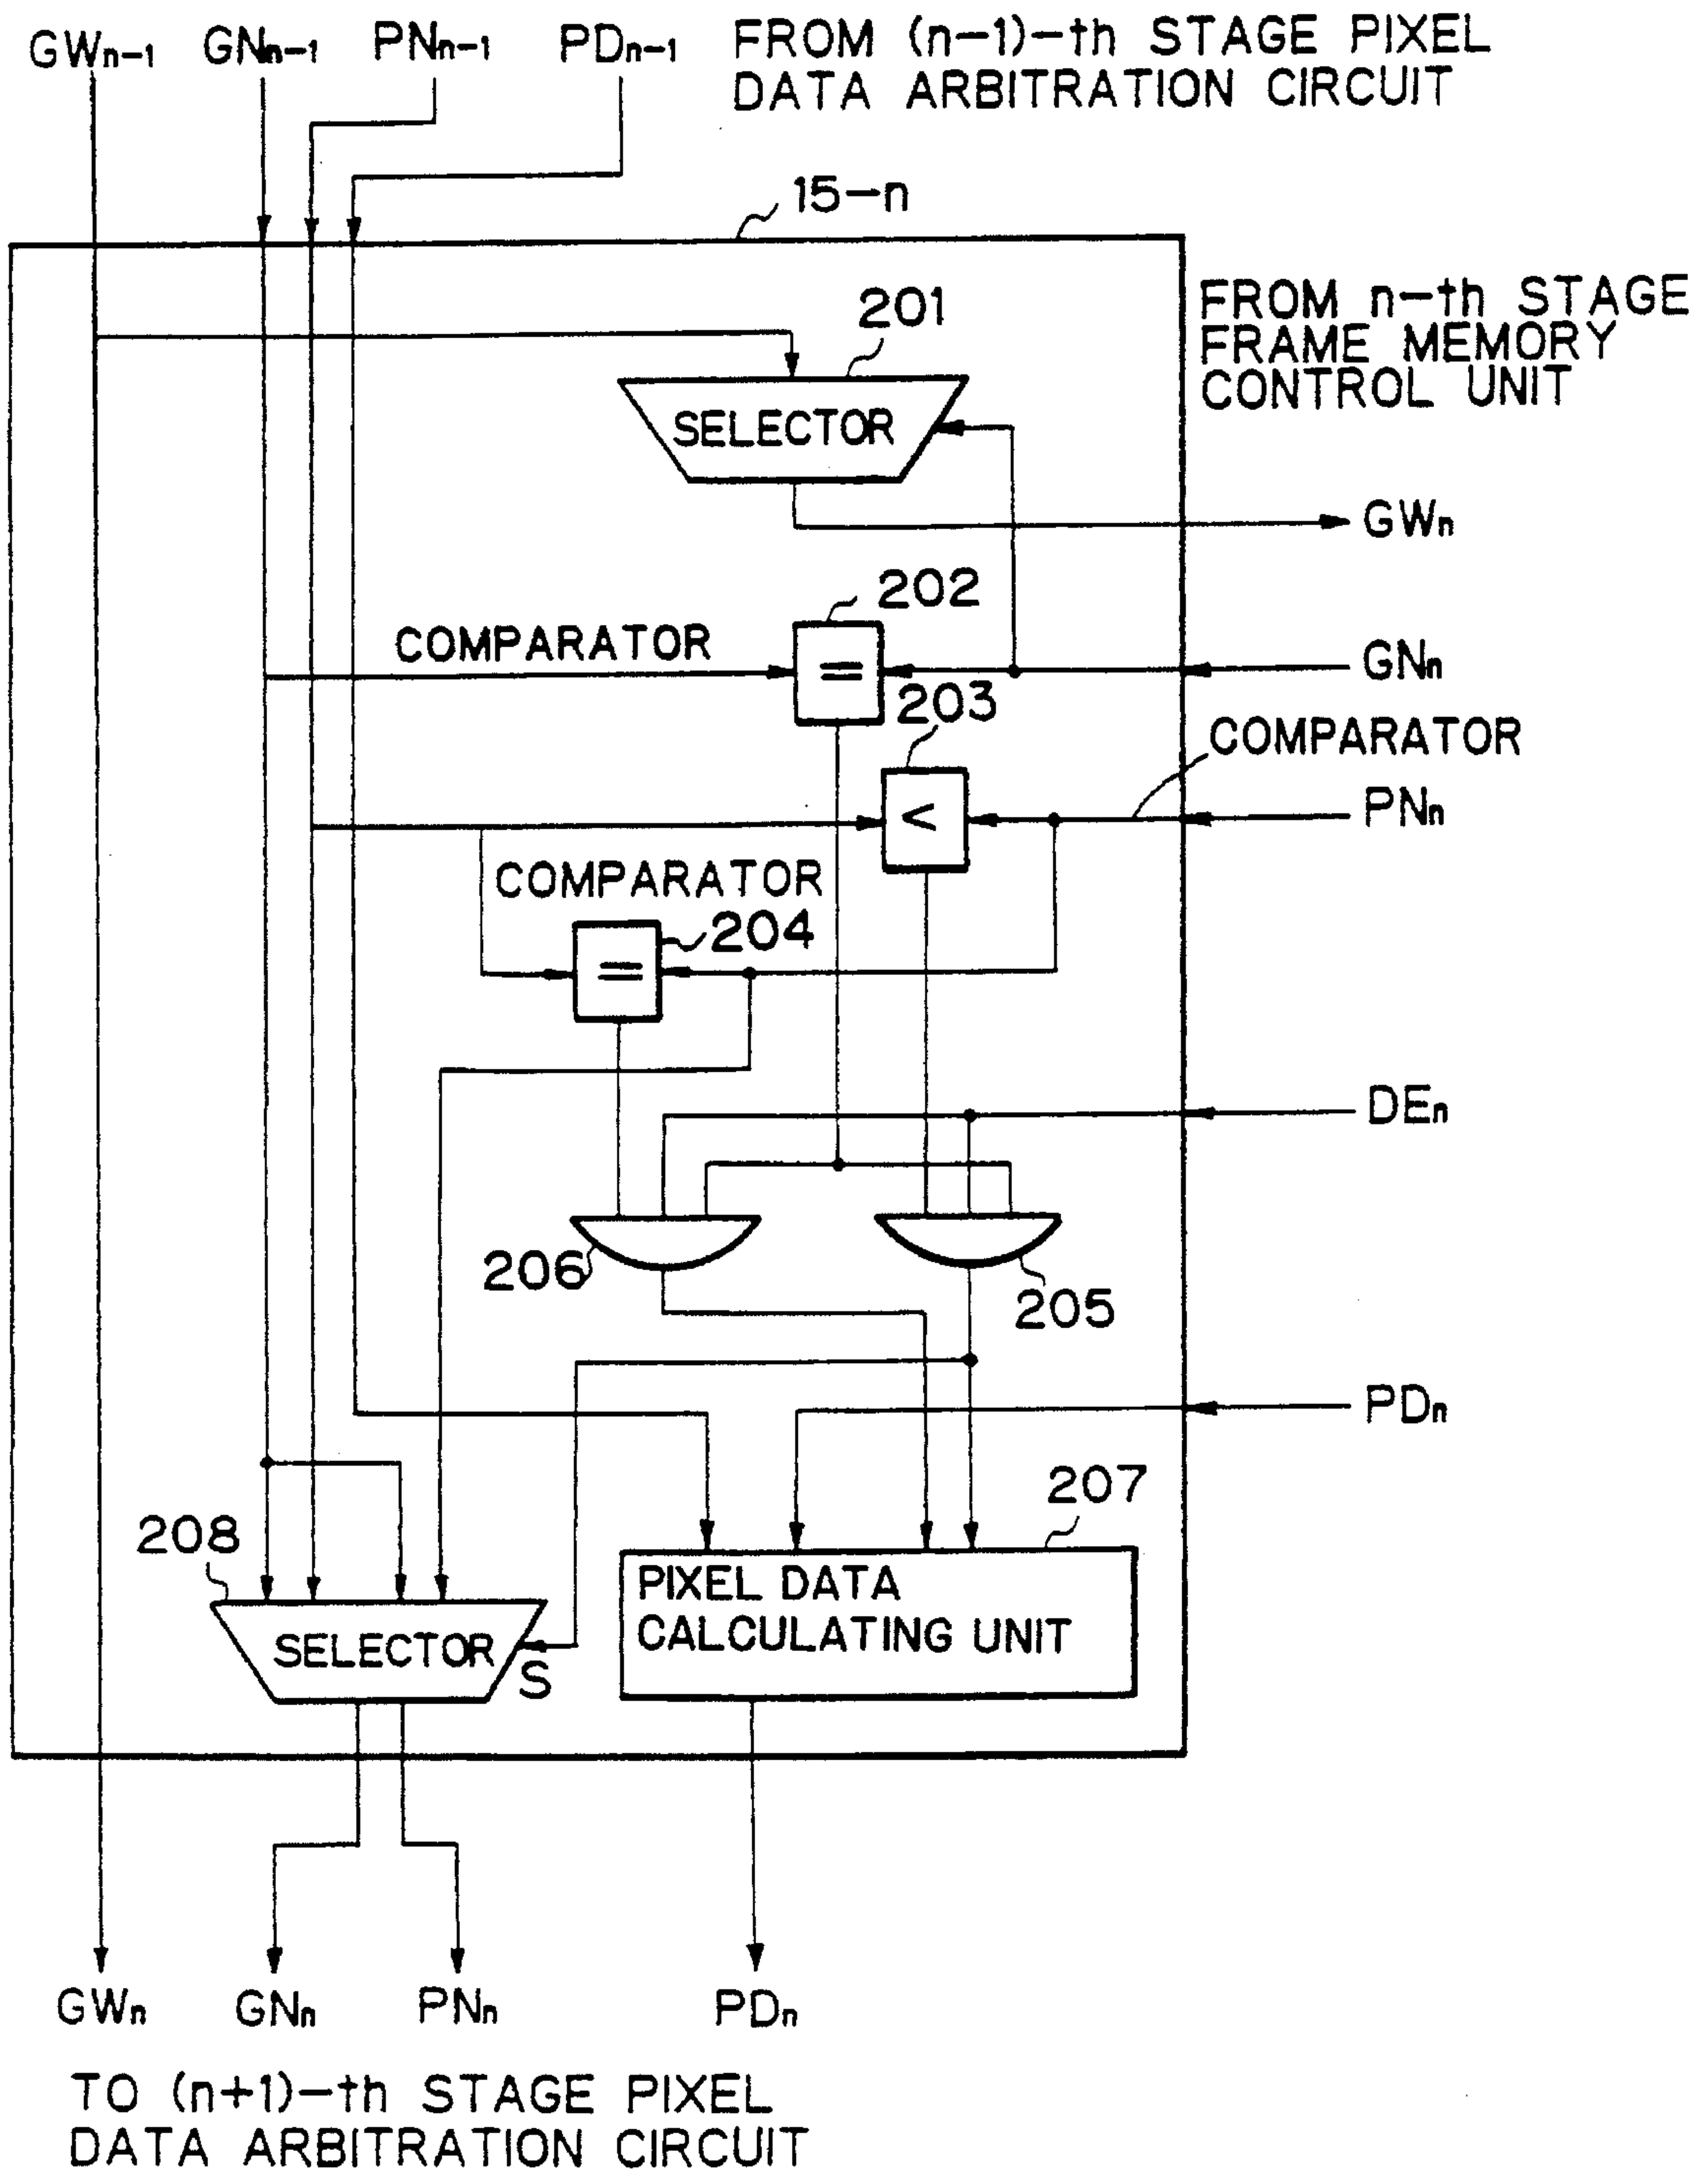 GWn-1 GNn-1 PNn-1 PDn-1
FROM (n-1)-th STAGE PIXEL
DATA ARBITRATION CIRCUIT
15-n
FROM n-th STAGE
FRAME MEMORY
CONTROL UNIT
201
SELECTOR
GWn
202
COMPARATOR
=
GNn
203
COMPARATOR
<
PNn
COMPARATOR
204
=
DEn
206
205
PDn
207
208
PIXEL DATA
CALCULATING UNIT
SELECTOR
S
GWn GNn PNn PDn
TO (n+1)-th STAGE PIXEL
DATA ARBITRATION CIRCUIT